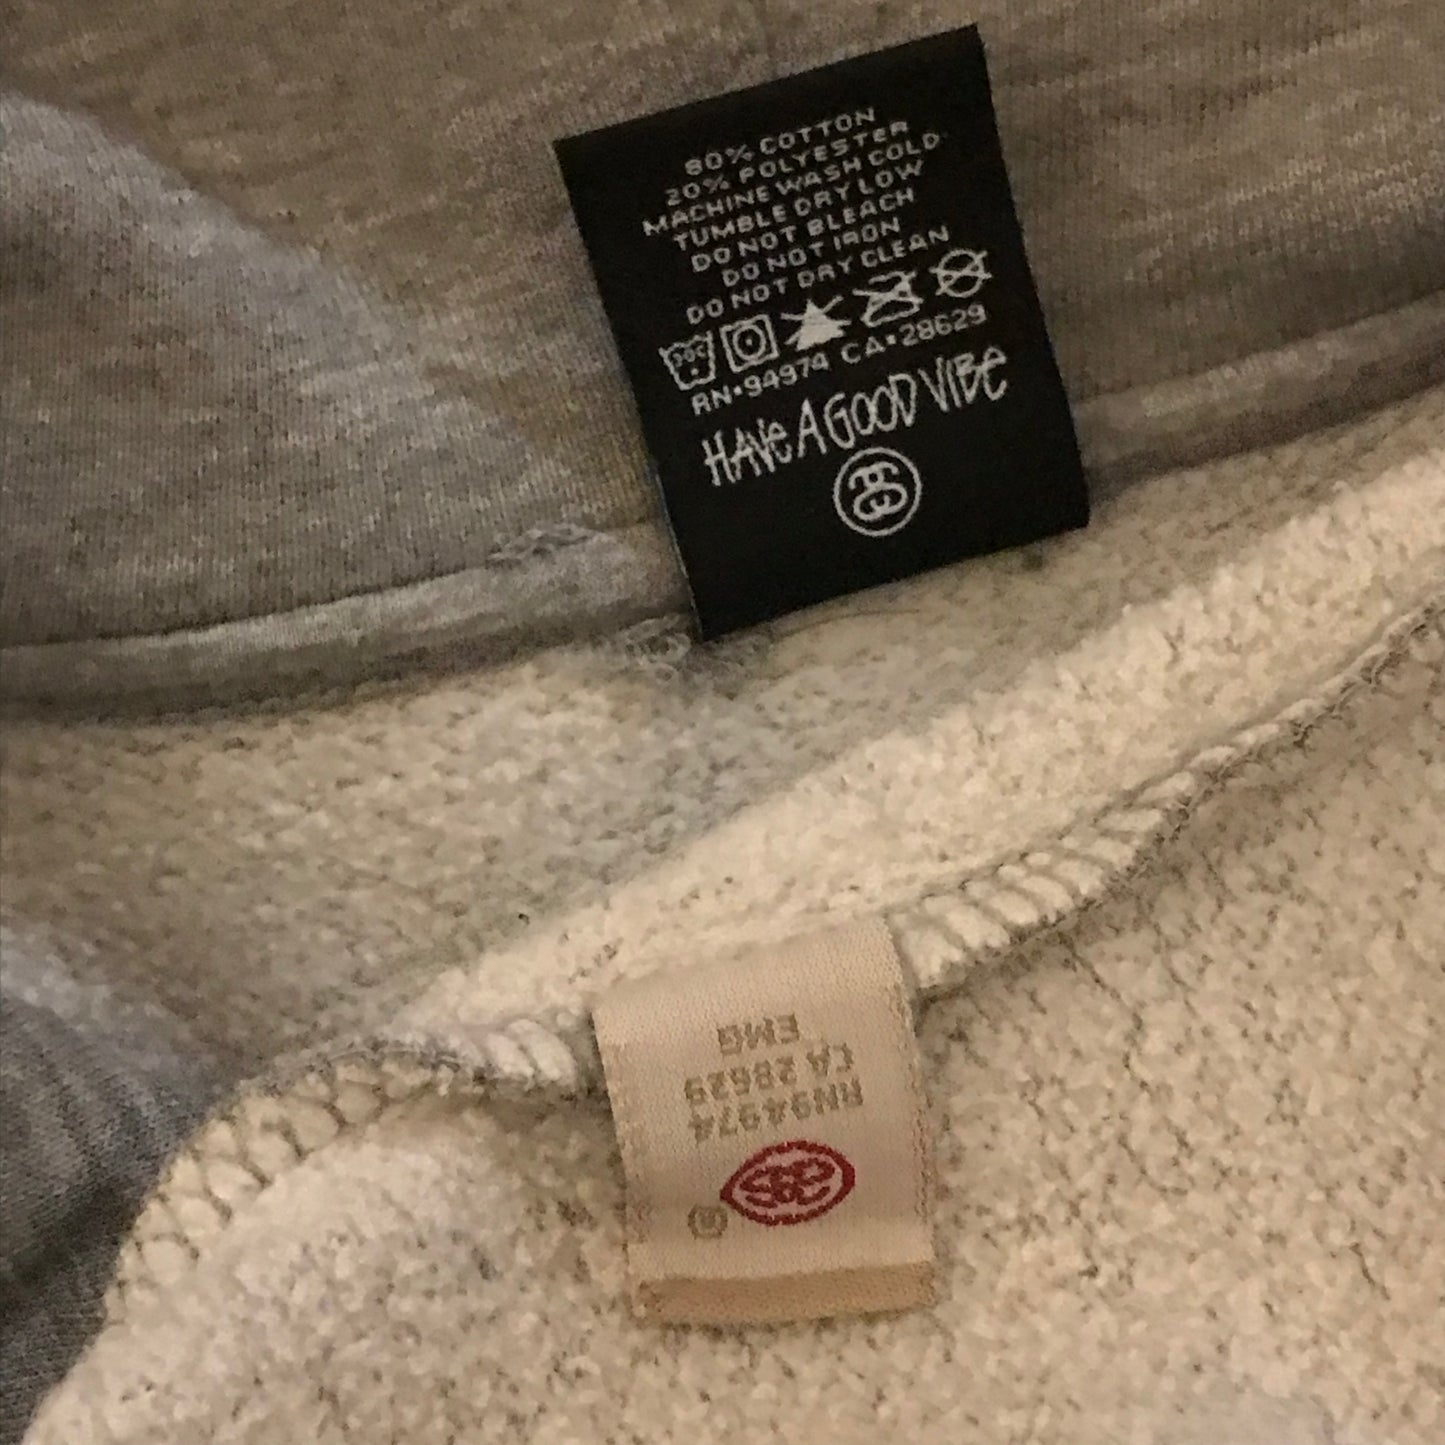 80% COTTON
20% POLYESTER
MACHINE WASH COLD
TUMBLE DRY LOW
DO NOT BLEACH
DO NOT IRON
DO NOT DRY CLEAN
RN•94974 CA•28629
HAVE A GOOD VIBE
RN94974
CA 28629
EMG
®